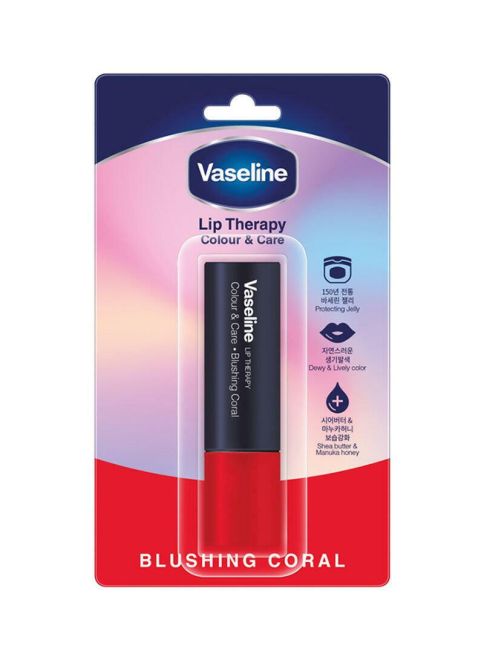 Vaseline
Lip Therapy
Colour & Care
Vaseline LIP THERAPY
Colour & Care • Blushing Coral
150년 전통
바세린 젤리
Protecting Jelly
자연스러운
생기발색
Dewy & Lively color
시어버터 &
마누카허니
보습강화
Shea butter &
Manuka honey
BLUSHING CORAL